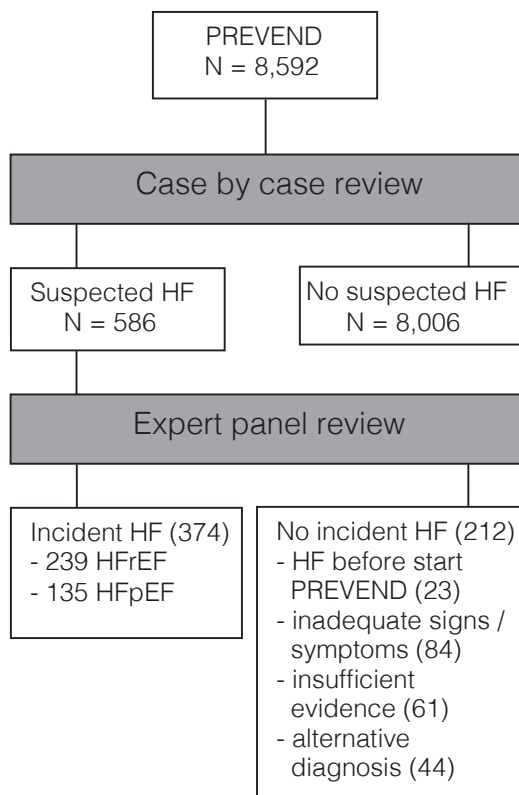 PREVEND
N = 8,592
Case by case review
Suspected HF
N = 586
No suspected HF
N = 8,006
Expert panel review
Incident HF (374)
- 239 HFrEF
- 135 HFpEF
No incident HF (212)
- HF before start
PREVEND (23)
- inadequate signs /
symptoms (84)
- insufficient
evidence (61)
- alternative
diagnosis (44)